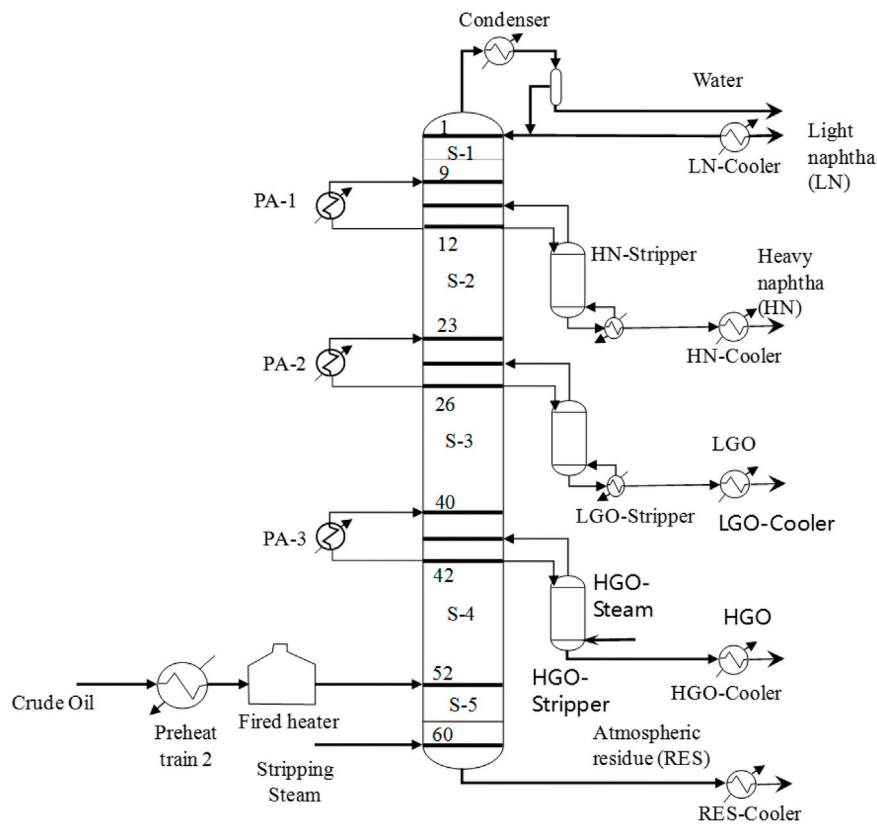 Condenser
Water
1
S-1
LN-Cooler
Light
naphtha
(LN)
9
PA-1
12
HN-Stripper
Heavy
naphtha
(HN)
S-2
23
HN-Cooler
PA-2
26
S-3
LGO
40
LGO-Stripper
LGO-Cooler
PA-3
42
HGO-
Steam
S-4
HGO
52
HGO-
Stripper
HGO-Cooler
Crude Oil
Fired heater
S-5
Preheat
train 2
60
Stripping
Steam
Atmospheric
residue (RES)
RES-Cooler